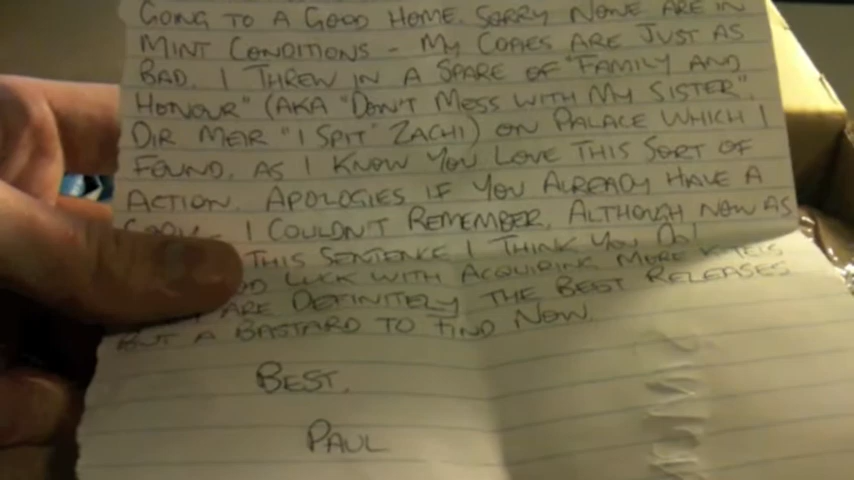 GOING TO A GOOD HOME. SORRY NONE ARE IN
MINT CONDITIONS - MY COPIES ARE JUST AS
BAD. I THREW IN A SPARE OF "FAMILY AND
HONOUR" (AKA "DON'T MESS WITH MY SISTER",
DIR MEIR "I SPIT" ZACHI) ON PALACE WHICH I
FOUND. AS I KNOW YOU LOVE THIS SORT OF
ACTION. APOLOGIES IF YOU ALREADY HAVE A
I COULDN'T REMEMBER. ALTHOUGH NOW AS
THIS SENTENCE I THINK YOU DO!
LUCK WITH ACQUIRING MORE
ARE DEFINITELY THE BEST RELEASES
BUT A BASTARD TO FIND NOW.
BEST.
PAUL